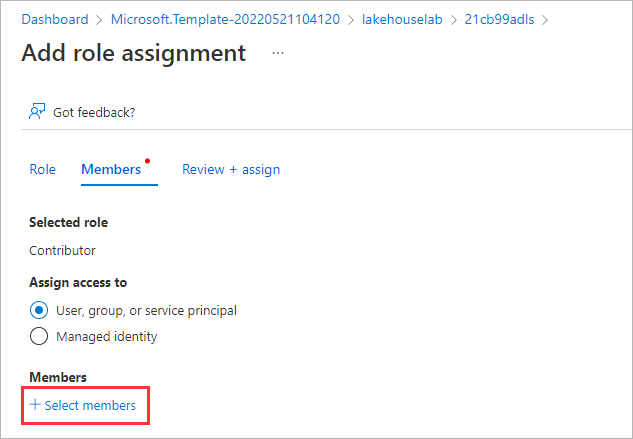 Dashboard > Microsoft.Template-20220521104120 > lakehouselab > 21cb99adls >
Add role assignment ...
Got feedback?
Role Members Review + assign
Selected role
Contributor
Assign access to
User, group, or service principal
Managed identity
Members
+ Select members